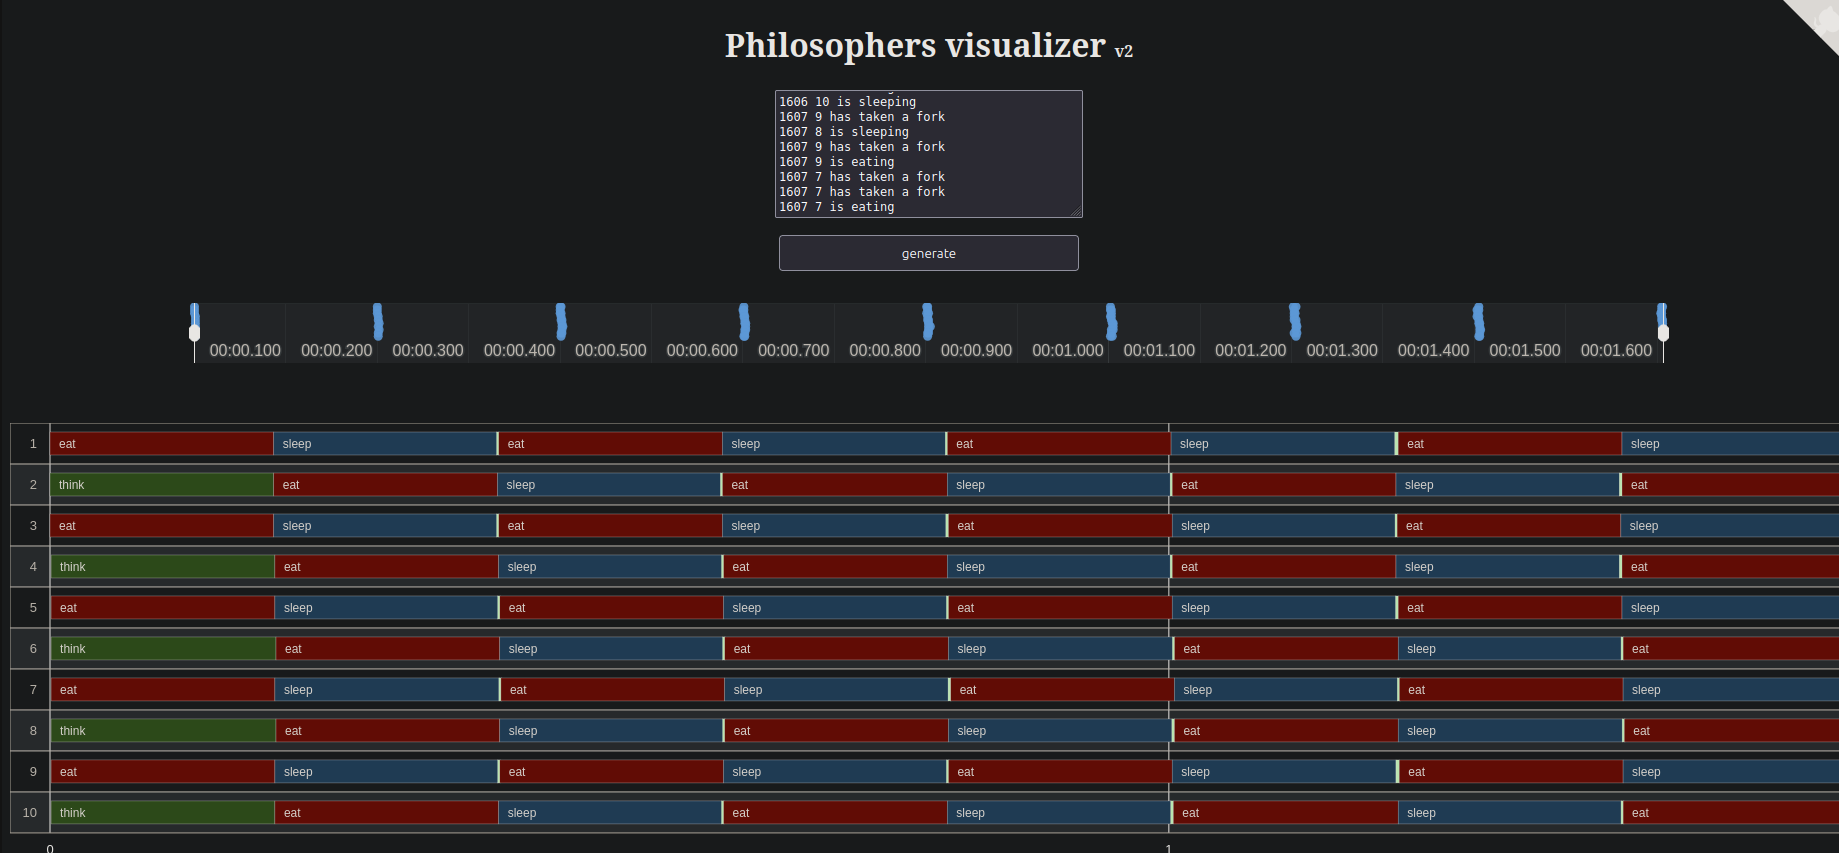 Philosophers visualizer v2
1606 10 is sleeping
1607 9 has taken a fork
1607 8 is sleeping
1607 9 has taken a fork
1607 9 is eating
1607 7 has taken a fork
1607 7 has taken a fork
1607 7 is eating
generate
00:00.100 00:00.200 00:00.300 00:00.400 00:00.500 00:00.600 00:00.700 00:00.800 00:00.900 00:01.000 00:01.100 00:01.200 00:01.300 00:01.400 00:01.500 00:01.600
1 eat sleep eat sleep eat sleep eat sleep
2 think eat sleep eat sleep eat sleep eat
3 eat sleep eat sleep eat sleep eat sleep
4 think eat sleep eat sleep eat sleep eat
5 eat sleep eat sleep eat sleep eat sleep
6 think eat sleep eat sleep eat sleep eat
7 eat sleep eat sleep eat sleep eat sleep
8 think eat sleep eat sleep eat sleep eat
9 eat sleep eat sleep eat sleep eat sleep
10 think eat sleep eat sleep eat sleep eat
0 1